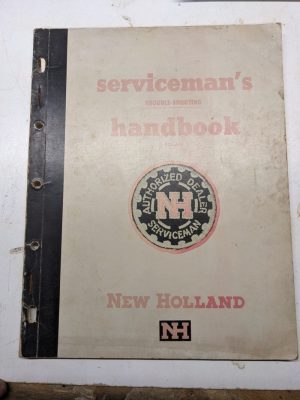 serviceman's
TROUBLE-SHOOTING
handbook
AUTHORIZED DEALER
NH
SERVICEMAN
NEW HOLLAND
NH